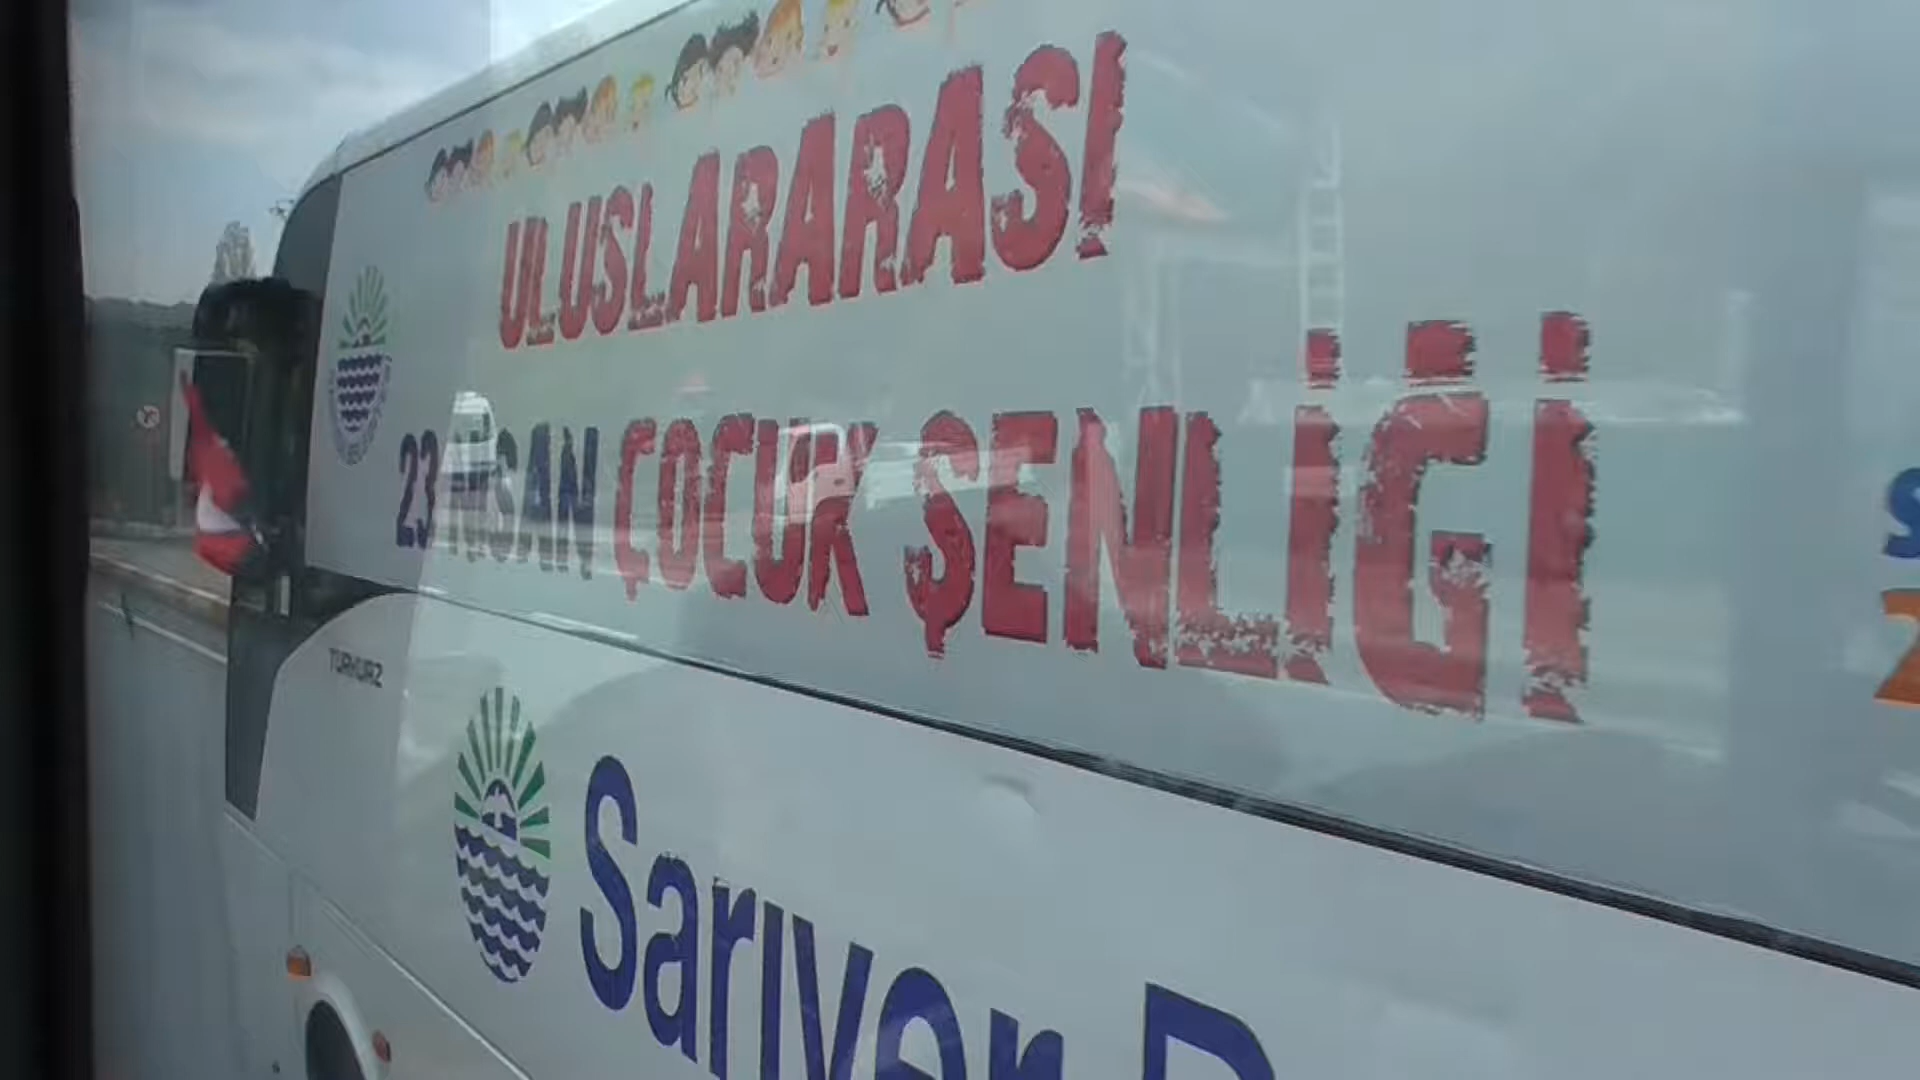 ULUSLARARASI
23 NİSAN ÇOCUK ŞENLİĞİ
TURKUAZ
Sarıyer